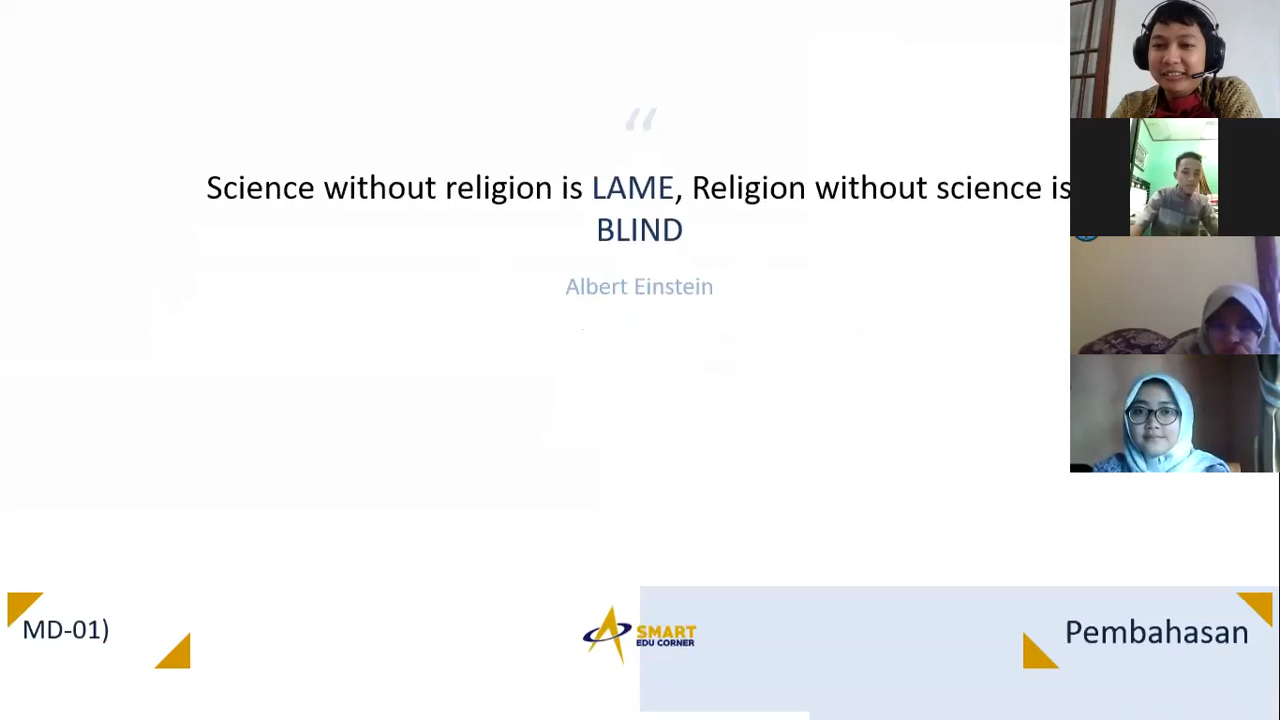 “
Science without religion is LAME, Religion without science is
BLIND
Albert Einstein
MD-01)
SMART
EDU CORNER
Pembahasan